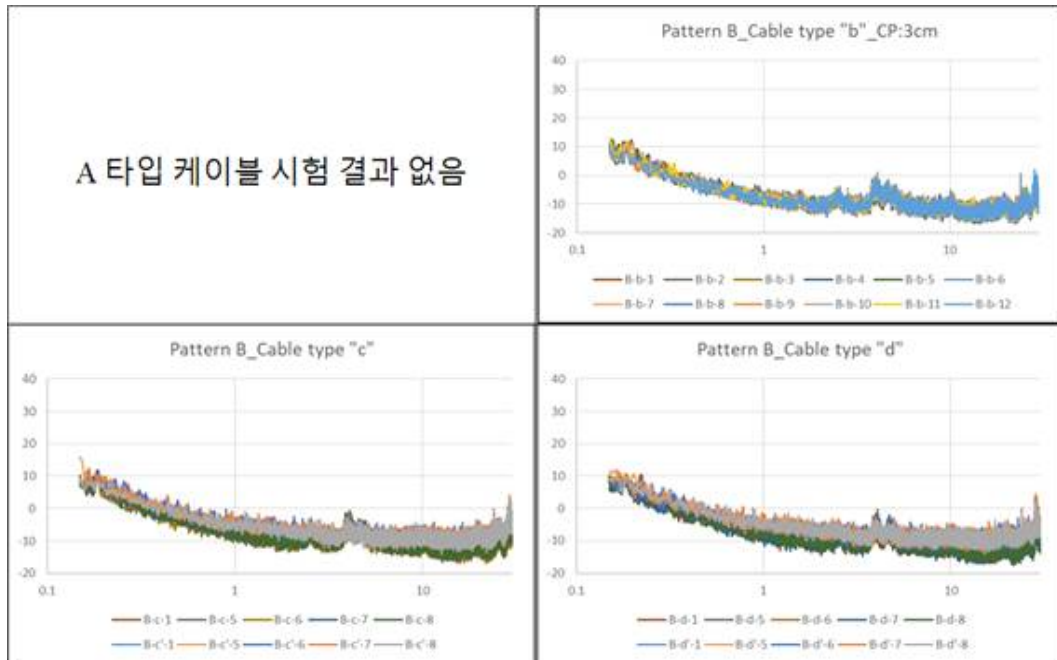 A 타입 케이블 시험 결과 없음
Pattern B_Cable type "b"_CP:3cm
40
30
20
10
0
-10
-20
0.1 1 10
B-b-1 B-b-2 B-b-3 B-b-4 B-b-5 B-b-6
B-b-7 B-b-8 B-b-9 B-b-10 B-b-11 B-b-12
Pattern B_Cable type "c"
40
30
20
10
0
-10
-20
0.1 1 10
B-c-1 B-c-5 B-c-6 B-c-7 B-c-8
B-c'-1 B-c'-5 B-c'-6 B-c'-7 B-c'-8
Pattern B_Cable type "d"
40
30
20
10
0
-10
-20
0.1 1 10
B-d-1 B-d-5 B-d-6 B-d-7 B-d-8
B-d'-1 B-d'-5 B-d'-6 B-d'-7 B-d'-8